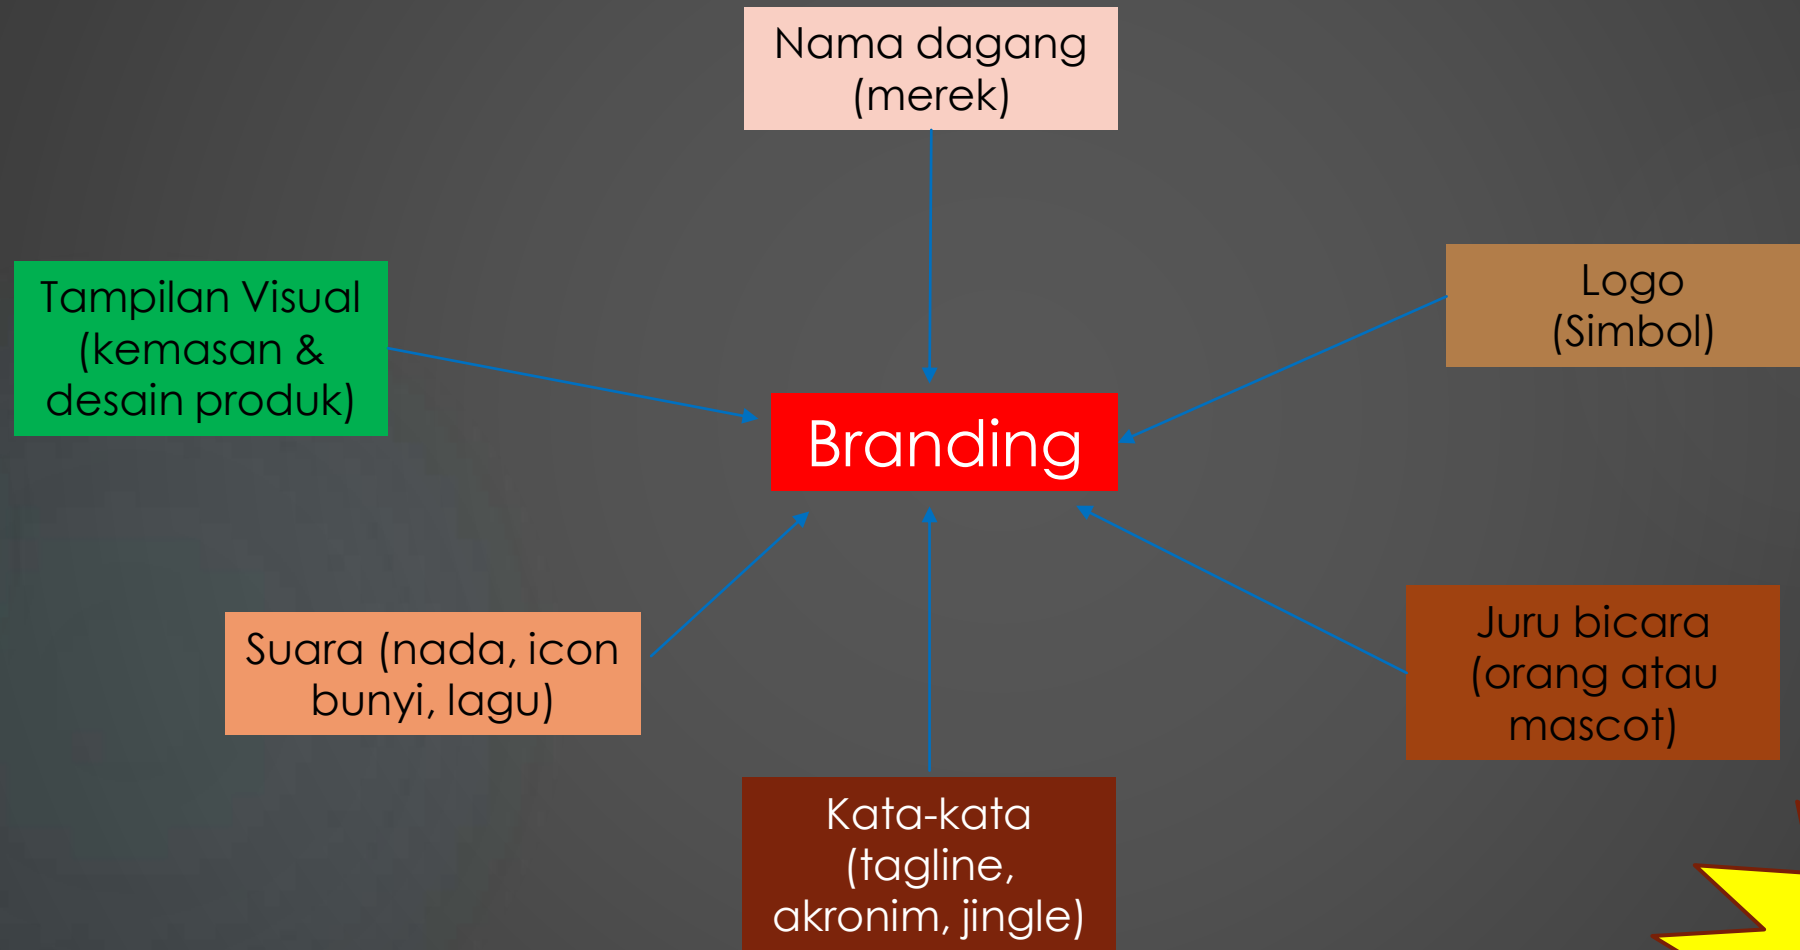 Nama dagang
(merek)
Tampilan Visual
(kemasan &
desain produk)
Logo
(Simbol)
Branding
Suara (nada, icon
bunyi, lagu)
Juru bicara
(orang atau
mascot)
Kata-kata
(tagline,
akronim, jingle)